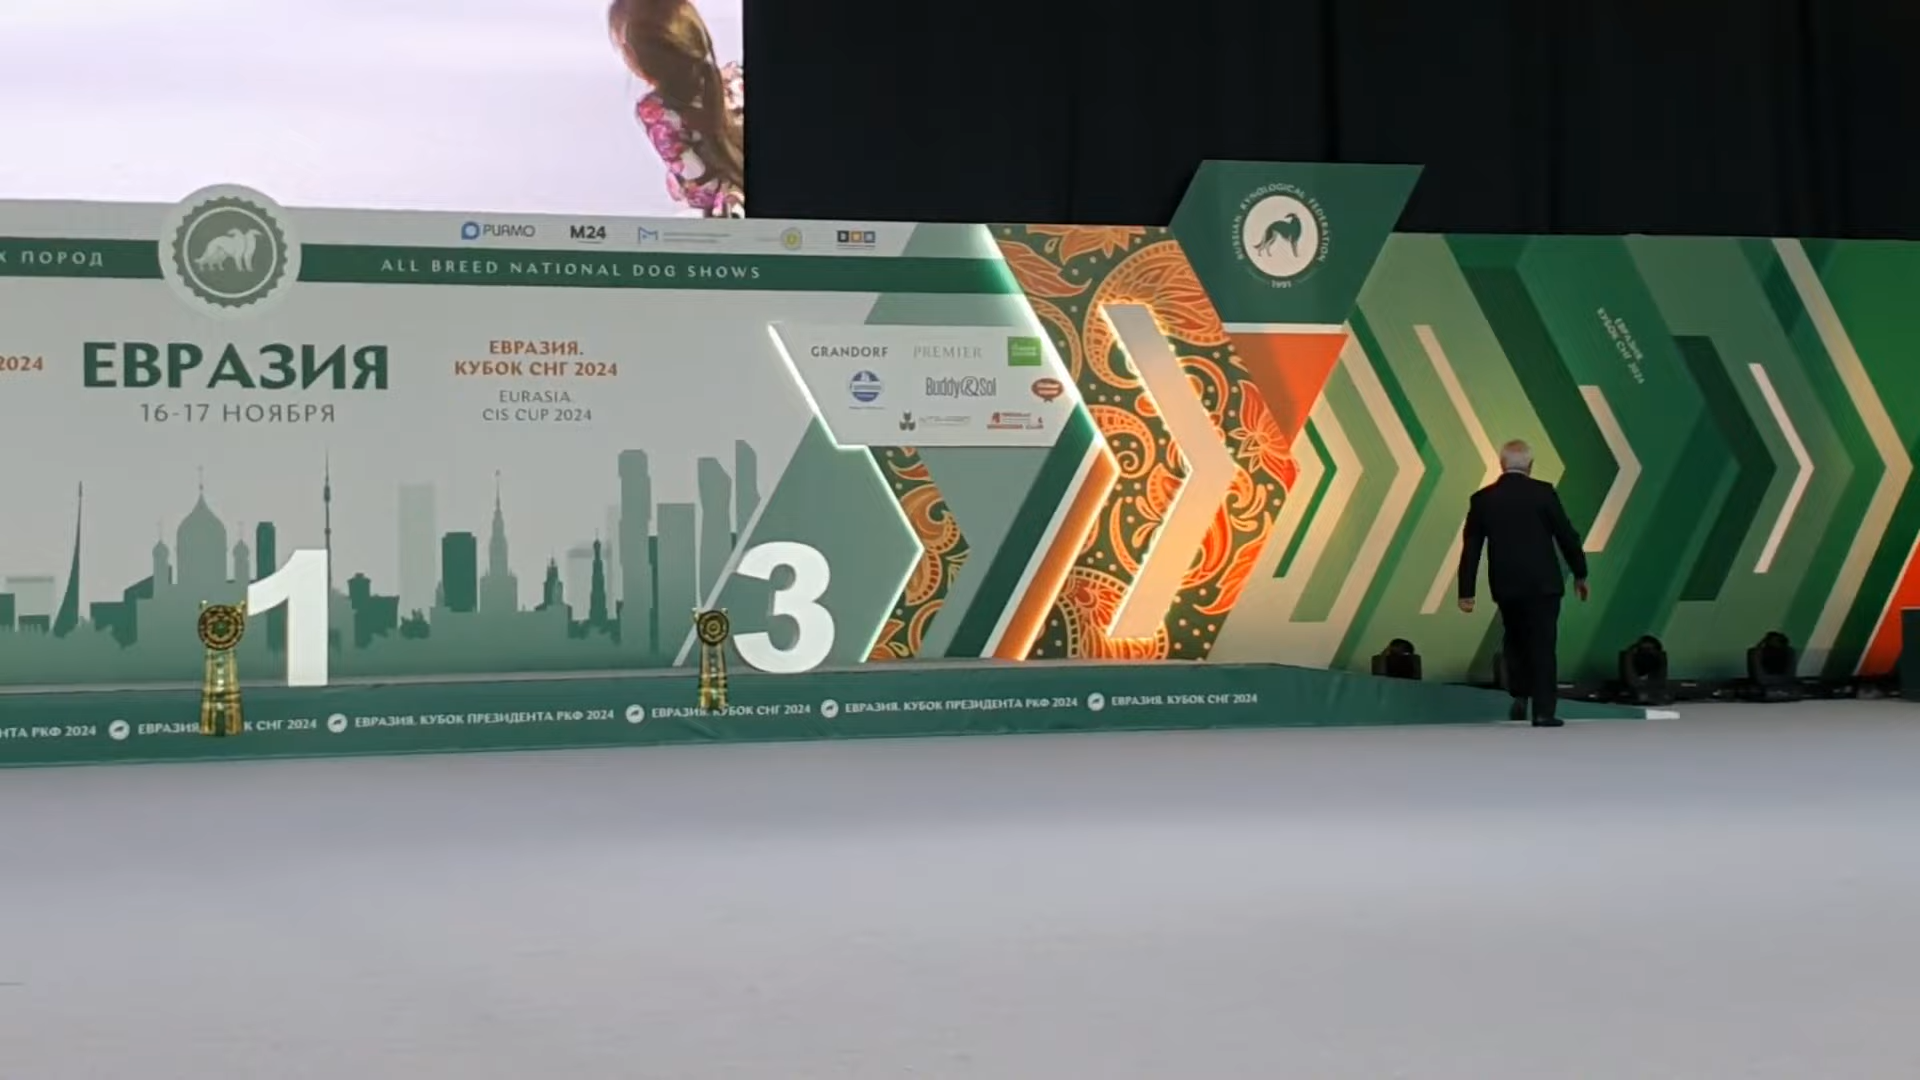 Х ПОРОД
ALL BREED NATIONAL DOG SHOWS
PURMO
M24
RUSSIAN KYNOLOGICAL FEDERATION
1991
2024
ЕВРАЗИЯ
16-17 НОЯБРЯ
ЕВРАЗИЯ.
КУБОК СНГ 2024
EURASIA.
CIS CUP 2024
GRANDORF
PREMIER
Buddy&Sol
ЕВРАЗИЯ
КУБОК СНГ 2024
1
3
НТА РКФ 2024
ЕВРАЗИЯ К СНГ 2024
ЕВРАЗИЯ. КУБОК ПРЕЗИДЕНТА РКФ 2024
ЕВРАЗИЯ. КУБОК СНГ 2024
ЕВРАЗИЯ. КУБОК ПРЕЗИДЕНТА РКФ 2024
ЕВРАЗИЯ. КУБОК СНГ 2024